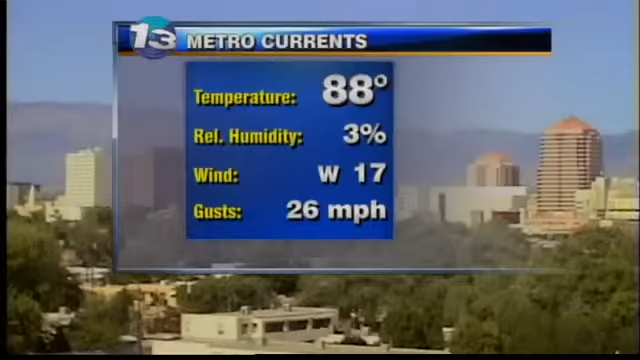 13 METRO CURRENTS
Temperature: 88°
Rel. Humidity: 3%
Wind: W 17
Gusts: 26 mph